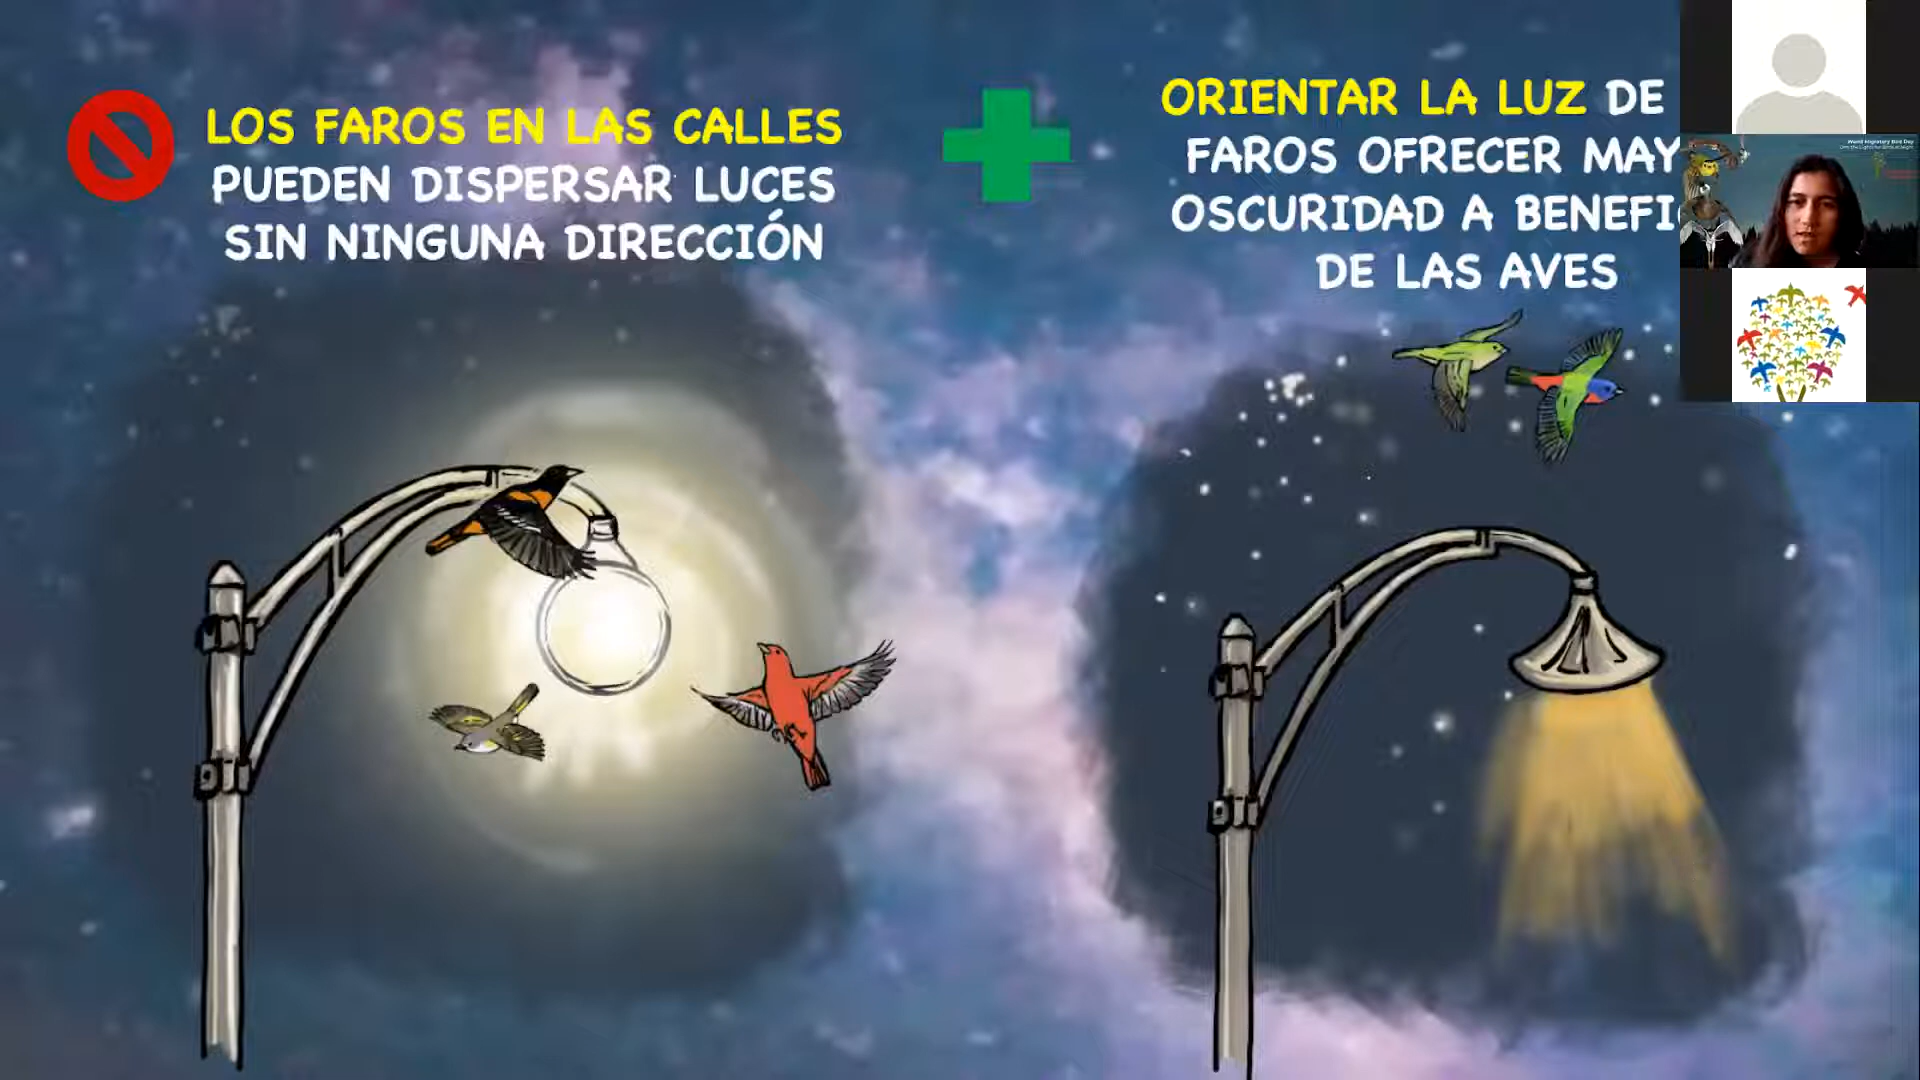 LOS FAROS EN LAS CALLES
PUEDEN DISPERSAR LUCES
SIN NINGUNA DIRECCIÓN
ORIENTAR LA LUZ DE
FAROS OFRECER MAY
OSCURIDAD A BENEFI
DE LAS AVES
World Migratory Bird Day